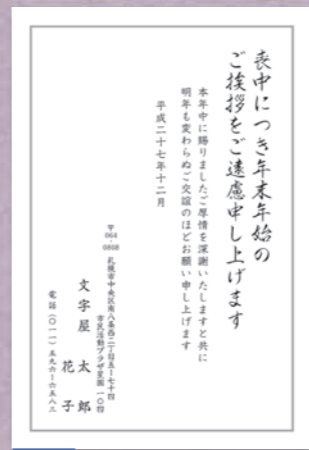 喪中につき年末年始の
ご挨拶をご遠慮申し上げます
本年中に賜りましたご厚情を深謝いたしますと共に
明年も変わらぬご交誼のほどお願い申し上げます
平成二十七年十二月
〒064-0808
札幌市中央区南八条西二丁目五ー七十四
市民活動プラザ星園一〇四
文字屋 太郎
花子
電話(〇一一)五九六ー六五八三